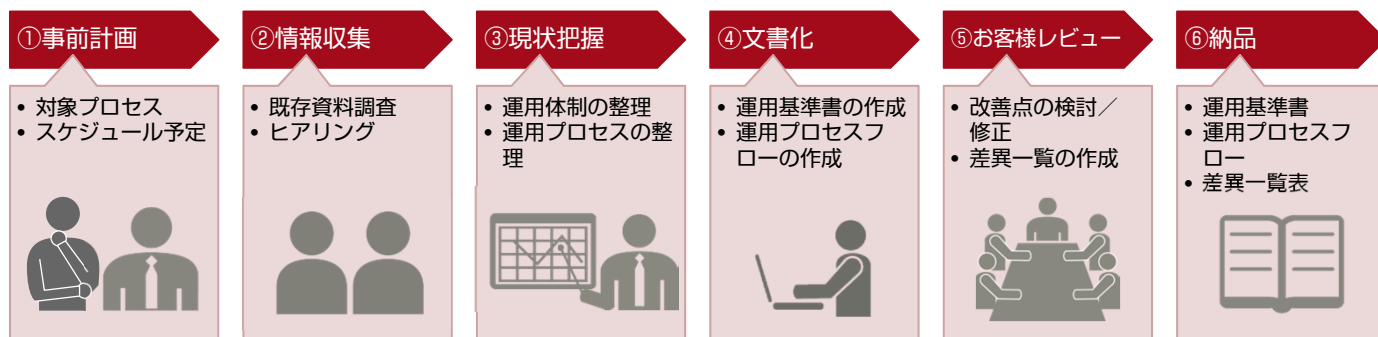 ①事前計画
• 対象プロセス
• スケジュール予定
②情報収集
• 既存資料調査
• ヒアリング
③現状把握
• 運用体制の整理
• 運用プロセスの整
理
④文書化
• 運用基準書の作成
• 運用プロセスフ
ローの作成
⑤お客様レビュー
• 改善点の検討／
修正
• 差異一覧の作成
⑥納品
• 運用基準書
• 運用プロセスフ
ロー
• 差異一覧表